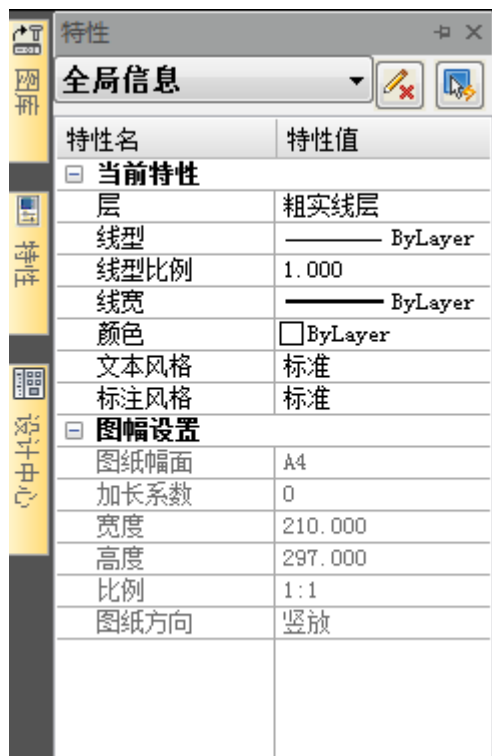 特性
全局信息
特性名 特性值
当前特性
层 粗实线层
线型 ByLayer
线型比例 1.000
线宽 ByLayer
颜色 ByLayer
文本风格 标准
标注风格 标准
图幅设置
图纸幅面 A4
加长系数 0
宽度 210.000
高度 297.000
比例 1:1
图纸方向 竖放
图库
特性
设计中心